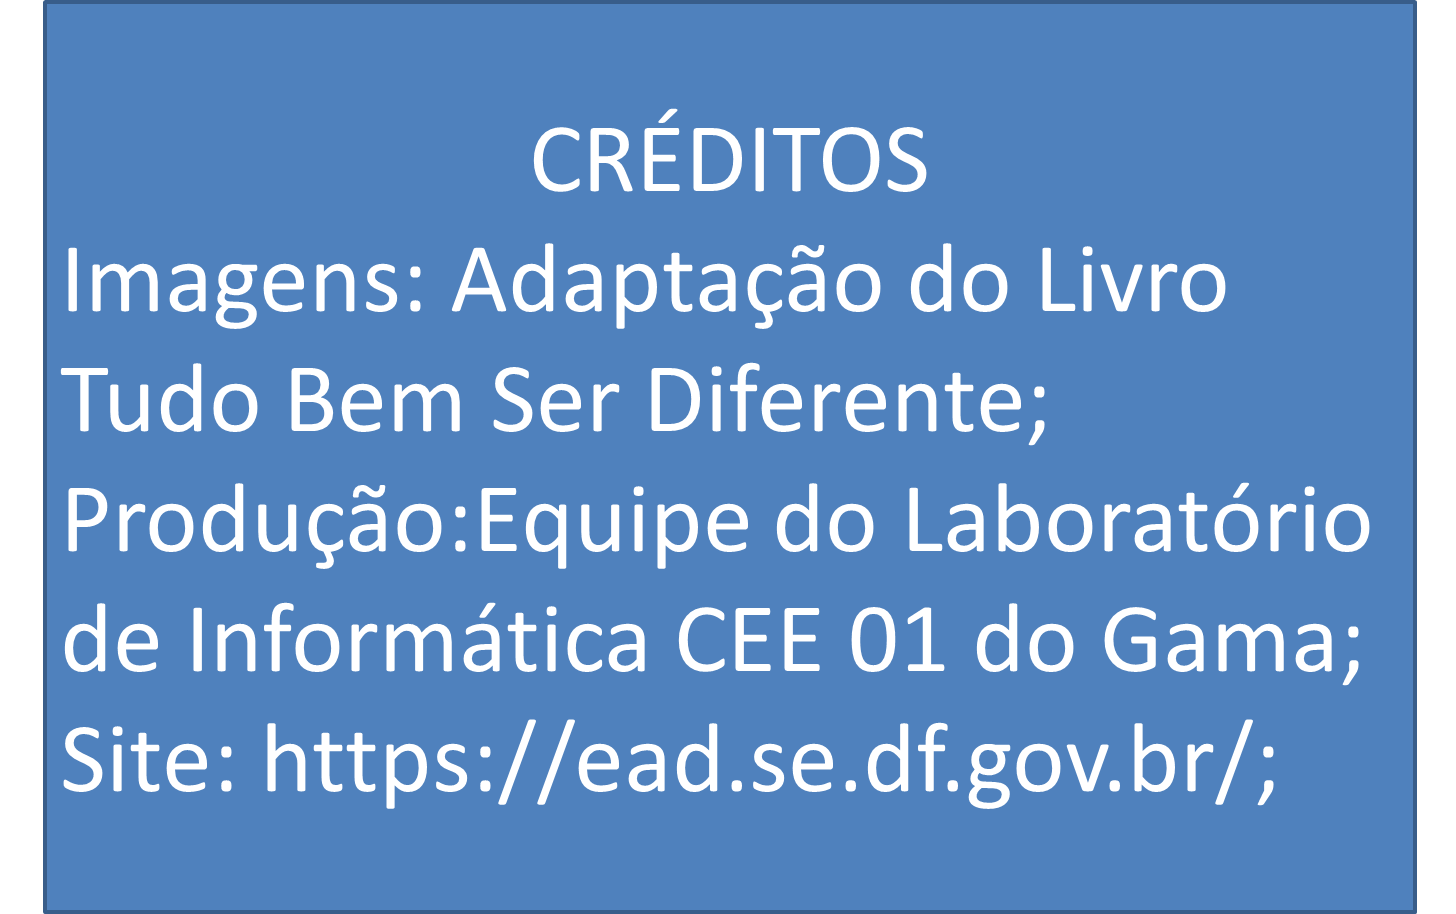 CRÉDITOS
Imagens: Adaptação do Livro
Tudo Bem Ser Diferente;
Produção:Equipe do Laboratório
de Informática CEE 01 do Gama;
Site: https://ead.se.df.gov.br/;